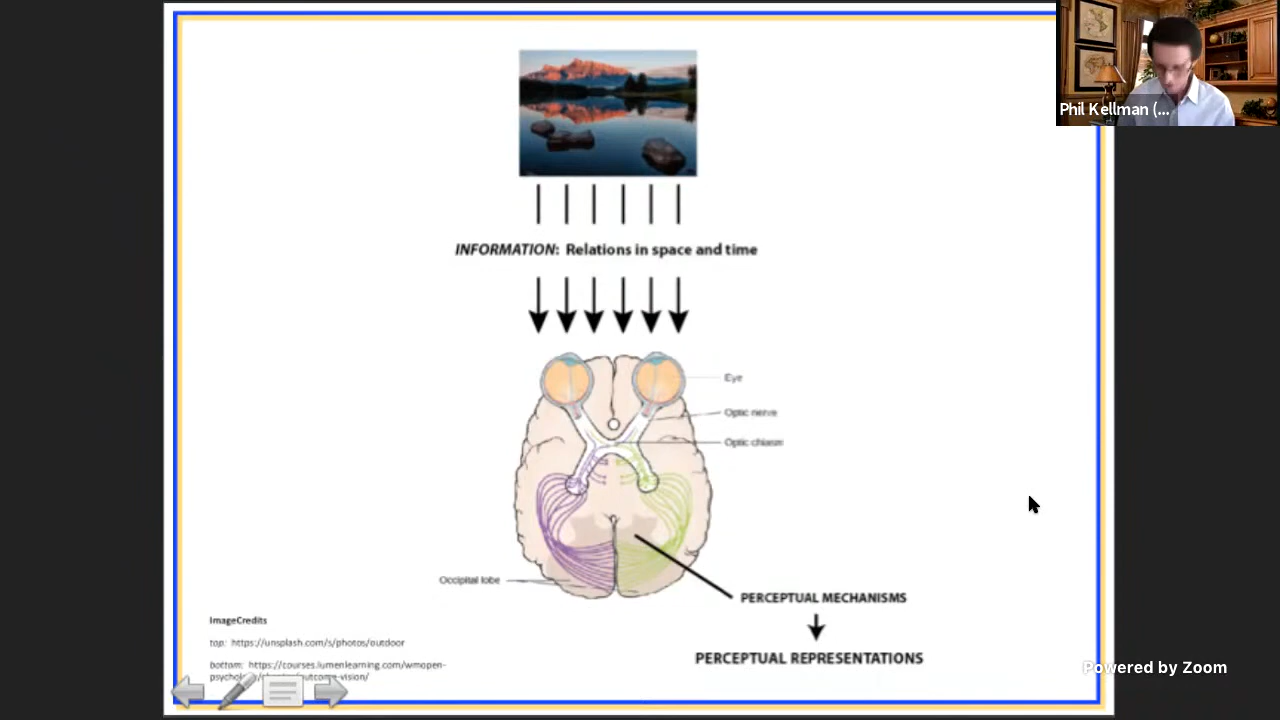 Phil Kellman (...
INFORMATION: Relations in space and time
Eye
Optic nerve
Optic chiasm
Occipital lobe
PERCEPTUAL MECHANISMS
PERCEPTUAL REPRESENTATIONS
ImageCredits
top: https://unsplash.com/s/photos/outdoor
bottom: https://courses.lumenlearning.com/wmopen-
Powered by Zoom